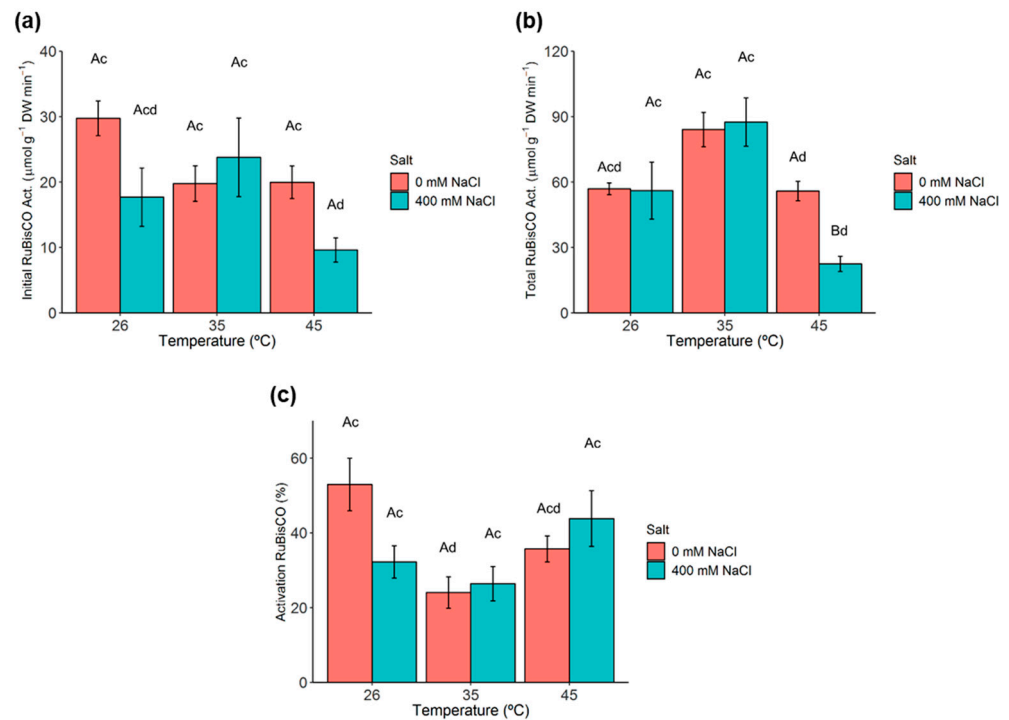 (a)
Initial RuBisCO Act. (μmol g⁻¹ DW min⁻¹)
40
30
20
10
0
Ac
Acd
Ac
Ac
Ac
Ad
26
35
45
Temperature (ºC)
Salt
0 mM NaCl
400 mM NaCl
(b)
Total RuBisCO Act. (μmol g⁻¹ DW min⁻¹)
120
90
60
30
0
Acd
Ac
Ac
Ac
Ad
Bd
26
35
45
Temperature (ºC)
Salt
0 mM NaCl
400 mM NaCl
(c)
Activation RuBisCO (%)
60
40
20
0
Ac
Ac
Ad
Ac
Acd
Ac
26
35
45
Temperature (ºC)
Salt
0 mM NaCl
400 mM NaCl